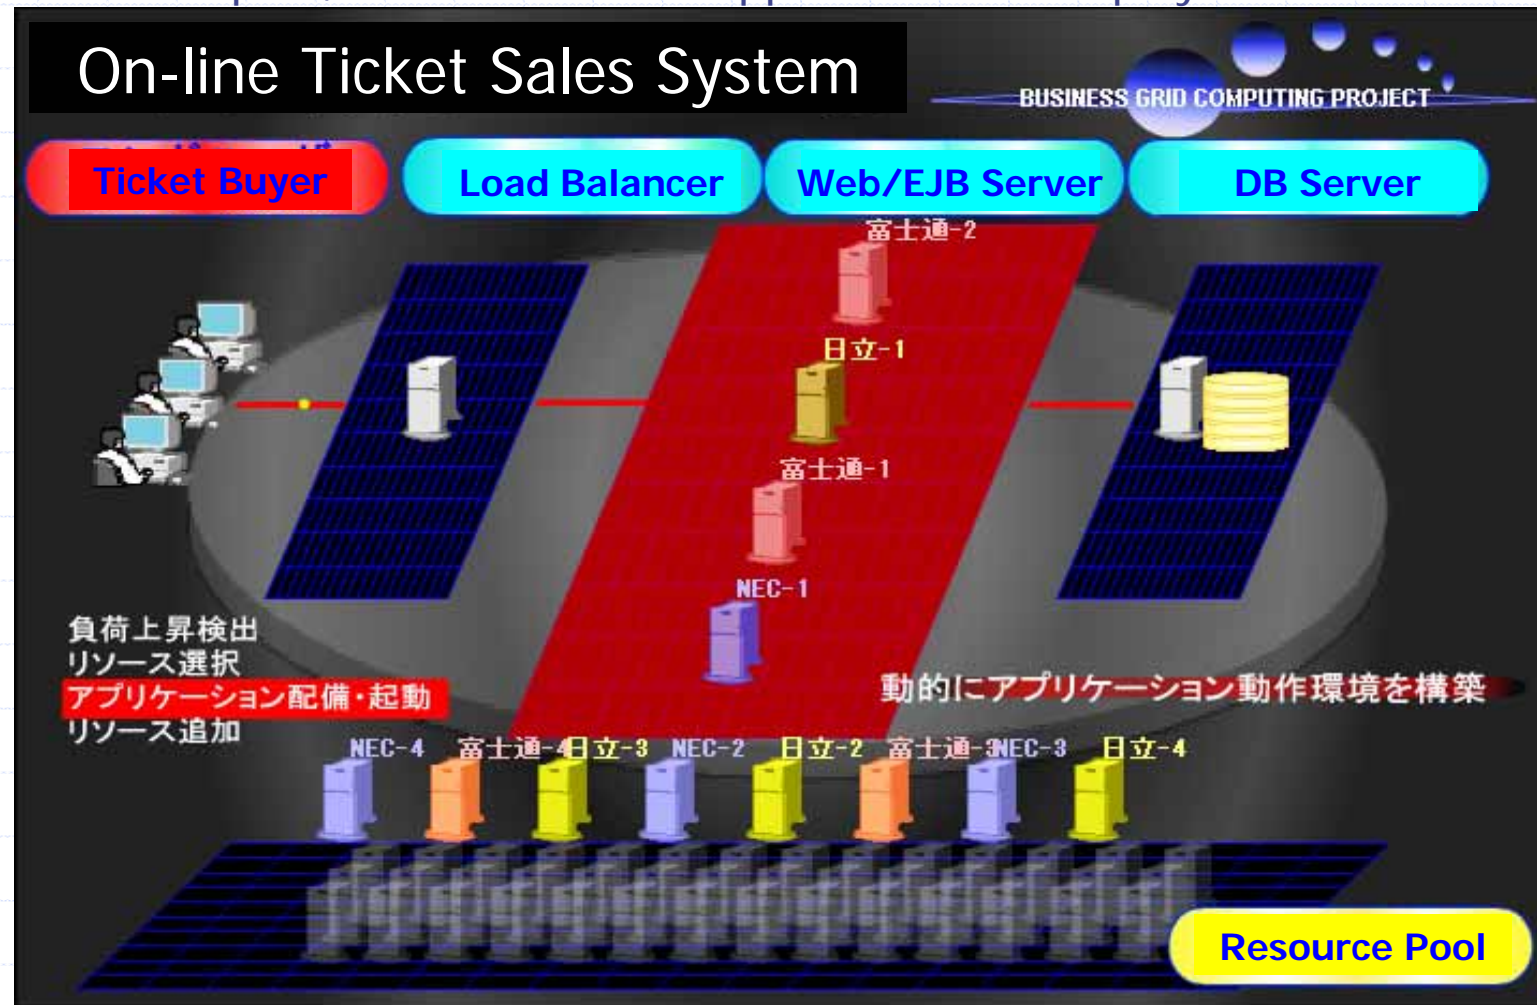 On-line Ticket Sales System
BUSINESS GRID COMPUTING PROJECT
Ticket Buyer
Load Balancer
Web/EJB Server
DB Server
富士通-2
日立-1
富士通-1
NEC-1
負荷上昇検出
リソース選択
アプリケーション配備・起動
リソース追加
動的にアプリケーション動作環境を構築
NEC-4 富士通-4 日立-3 NEC-2 日立-2 富士通-3 NEC-3 日立-4
Resource Pool